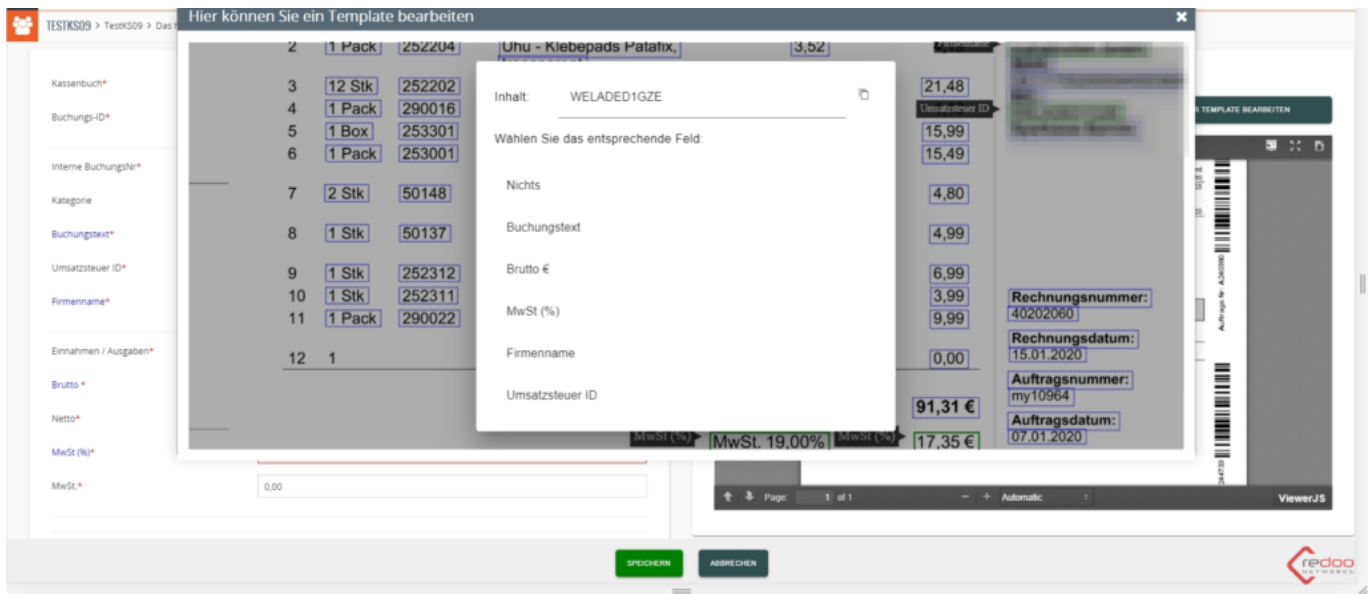 Hier können Sie ein Template bearbeiten
TESTKS09 > TestKS09 > Das
Kassenbuch*
Buchungs-ID*
Interne BuchungsNr*
Kategorie
Buchungstext*
Umsatzsteuer ID*
Firmenname*
Einnahmen / Ausgaben*
Brutto *
Netto*
MwSt (%)*
MwSt.*
0,00
2 1 Pack 252204 Uhu - Klebepads Patafix, 3,52
3 12 Stk 252202 21,48
4 1 Pack 290016
Umsatzsteuer ID
5 1 Box 253301 15,99
6 1 Pack 253001 15,49
7 2 Stk 50148 4,80
8 1 Stk 50137 4,99
9 1 Stk 252312 6,99
10 1 Stk 252311 3,99
11 1 Pack 290022 9,99
12 1 0,00
91,31 €
MwSt (%) MwSt. 19,00% MwSt (%) 17,35 €
Inhalt: WELADED1GZE
Wählen Sie das entsprechende Feld:
Nichts
Buchungstext
Brutto €
MwSt (%)
Firmenname
Umsatzsteuer ID
Rechnungsnummer:
40202060
Rechnungsdatum:
15.01.2020
Auftragsnummer:
my10964
Auftragsdatum:
07.01.2020
TEMPLATE BEARBEITEN
Auftrags Nr: A240360
244733
Page: 1 of 1
Automatic
ViewerJS
SPEICHERN
ABBRECHEN
redoo
NETWORKS